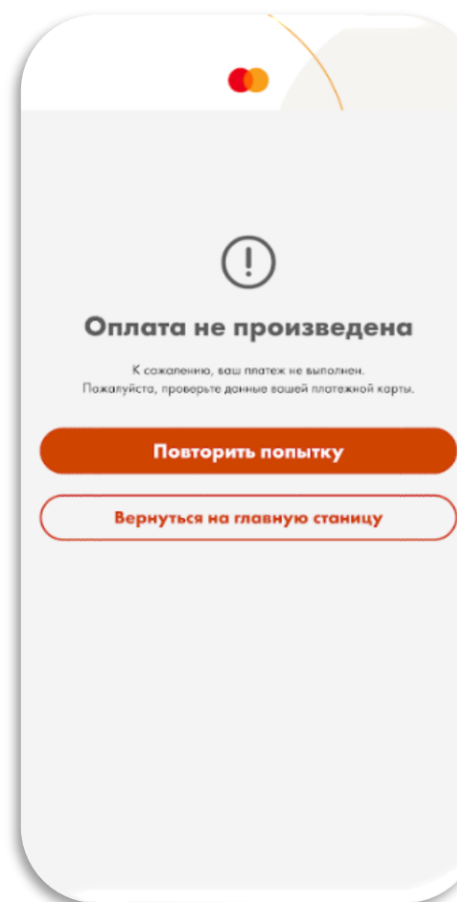 Оплата не произведена
К сожалению, ваш платеж не выполнен.
Пожалуйста, проверьте данные вашей платежной карты.
Повторить попытку
Вернуться на главную станицу